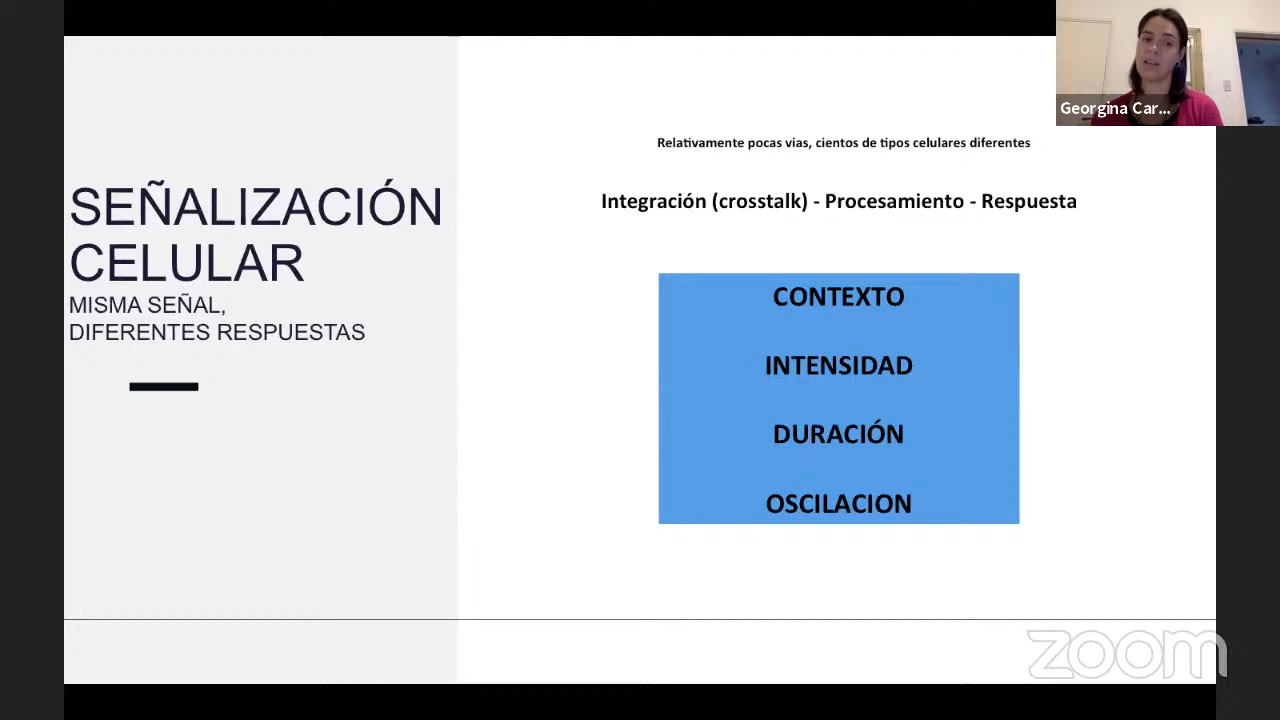 Georgina Car...
Relativamente pocas vias, cientos de tipos celulares diferentes
Integración (crosstalk) - Procesamiento - Respuesta
SEÑALIZACIÓN
CELULAR
MISMA SEÑAL,
DIFERENTES RESPUESTAS
CONTEXTO
INTENSIDAD
DURACIÓN
OSCILACION
zoom